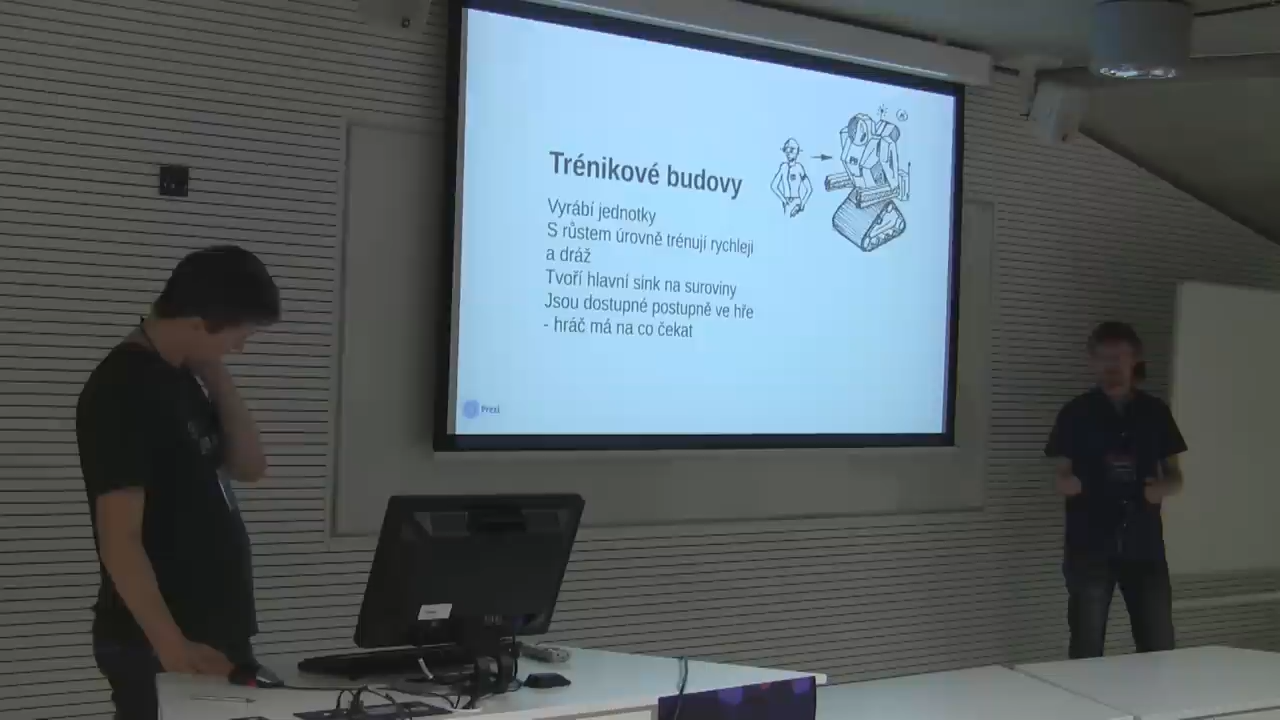 Trénikové budovy
Vyrábí jednotky
S růstem úrovně trénují rychleji
a dráž
Tvoří hlavní sink na suroviny
Jsou dostupné postupně ve hře
- hráč má na co čekat
Prezi